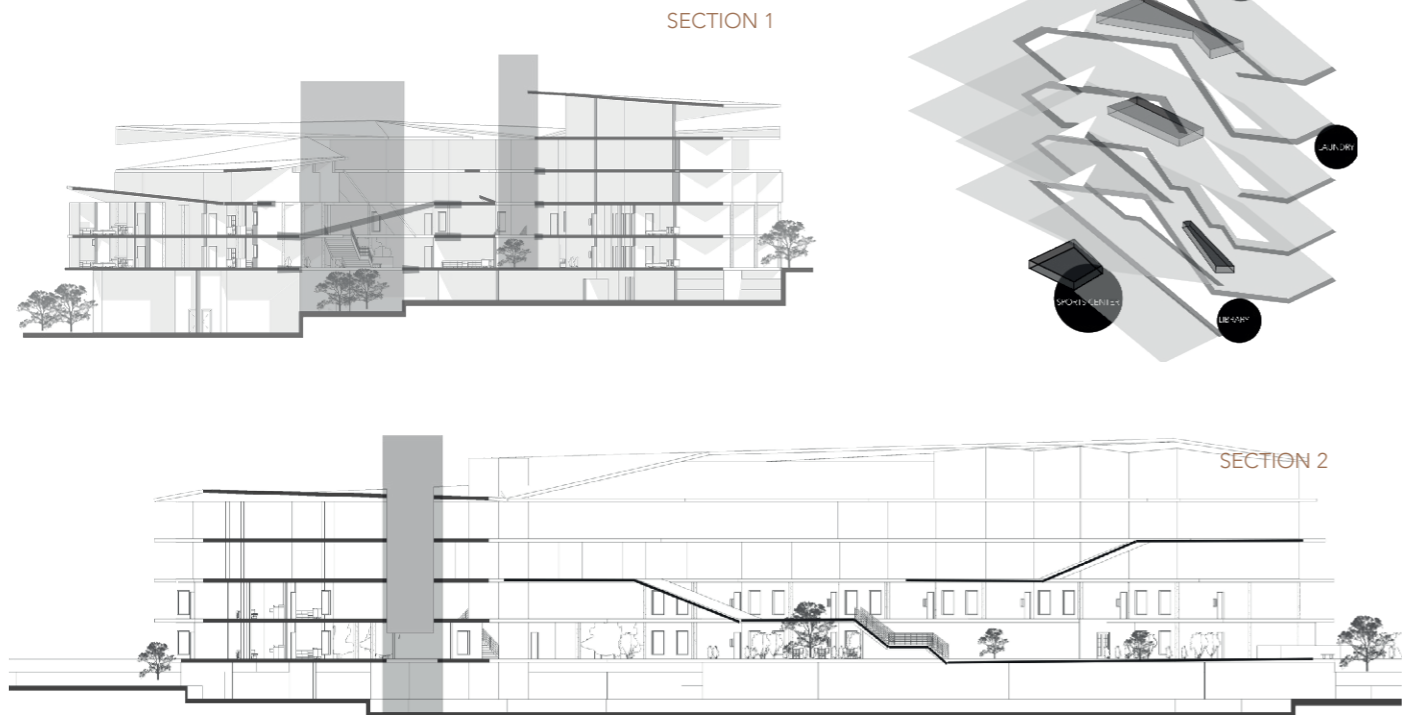 SECTION 1
LAUNDRY
SPORTS CENTER
LIBRARY
SECTION 2